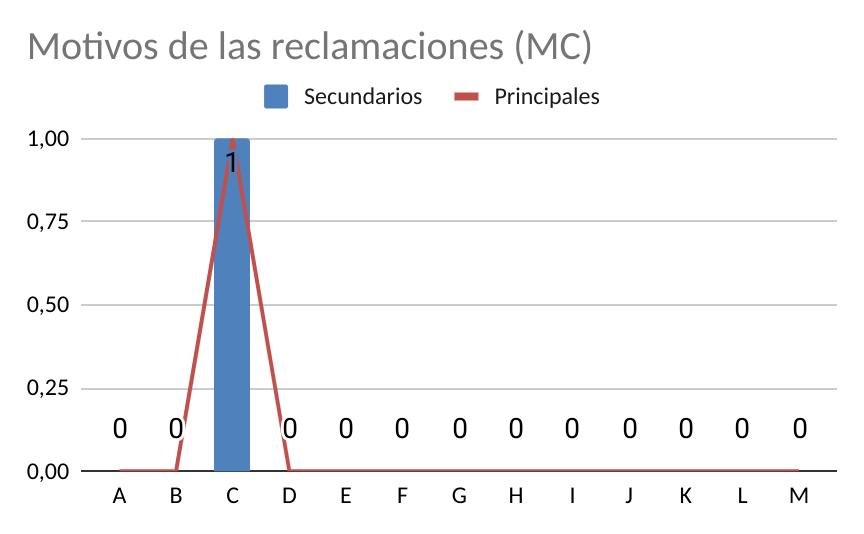 Motivos de las reclamaciones (MC)
Secundarios Principales
1,00
1
0,75
0,50
0,25
0 0 0 0 0 0 0 0 0 0 0 0
0,00
A B C D E F G H I J K L M